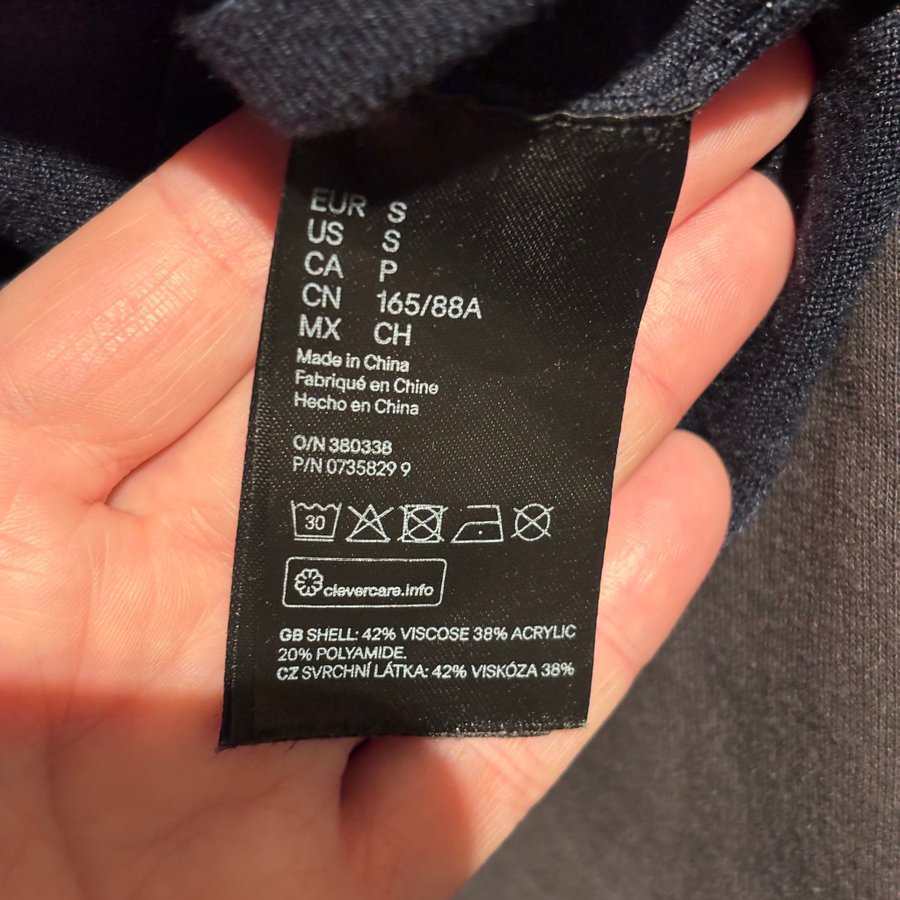 EUR S
US S
CA P
CN 165/88A
MX CH
Made in China
Fabriqué en Chine
Hecho en China
O/N 380338
P/N 0735829 9
30
clevercare.info
GB SHELL: 42% VISCOSE 38% ACRYLIC
20% POLYAMIDE.
CZ SVRCHNÍ LÁTKA: 42% VISKÓZA 38%